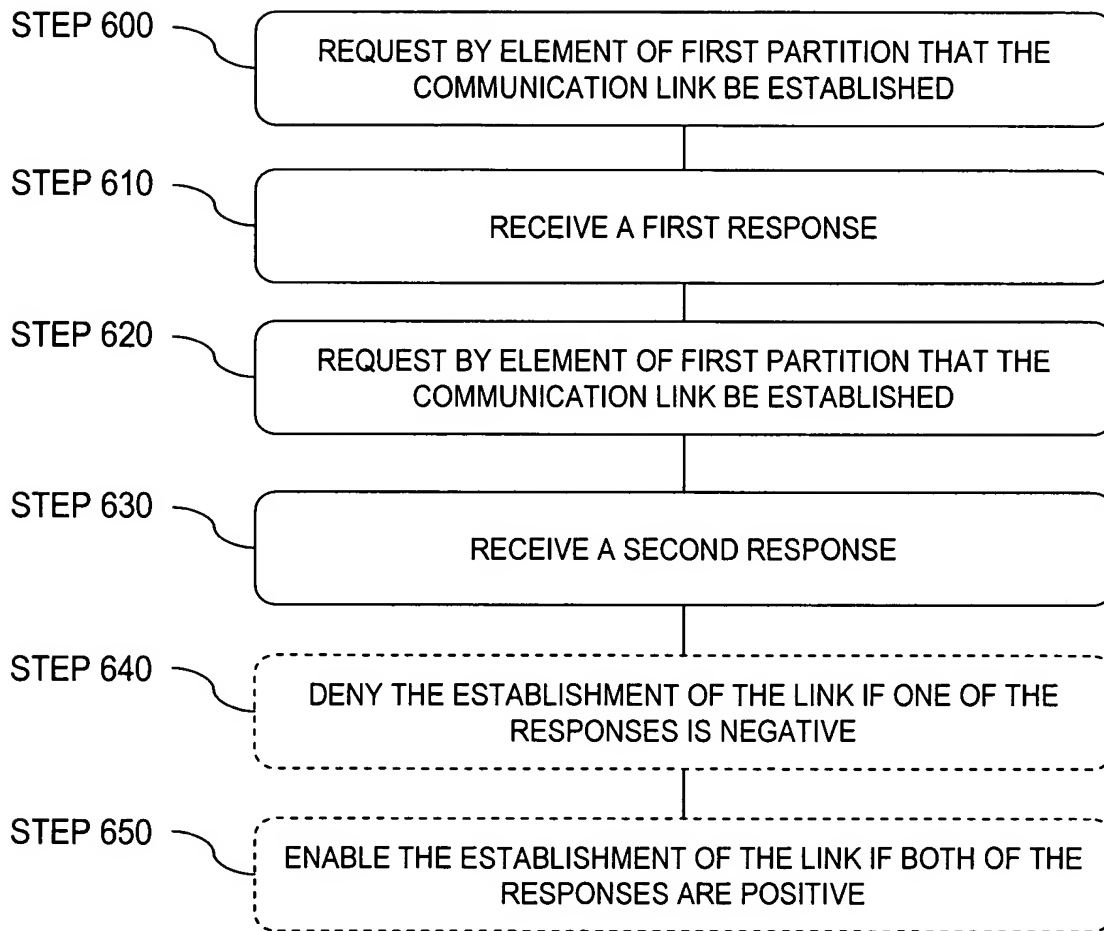 STEP 600
REQUEST BY ELEMENT OF FIRST PARTITION THAT THE
COMMUNICATION LINK BE ESTABLISHED
STEP 610
RECEIVE A FIRST RESPONSE
STEP 620
REQUEST BY ELEMENT OF FIRST PARTITION THAT THE
COMMUNICATION LINK BE ESTABLISHED
STEP 630
RECEIVE A SECOND RESPONSE
STEP 640
DENY THE ESTABLISHMENT OF THE LINK IF ONE OF THE
RESPONSES IS NEGATIVE
STEP 650
ENABLE THE ESTABLISHMENT OF THE LINK IF BOTH OF THE
RESPONSES ARE POSITIVE